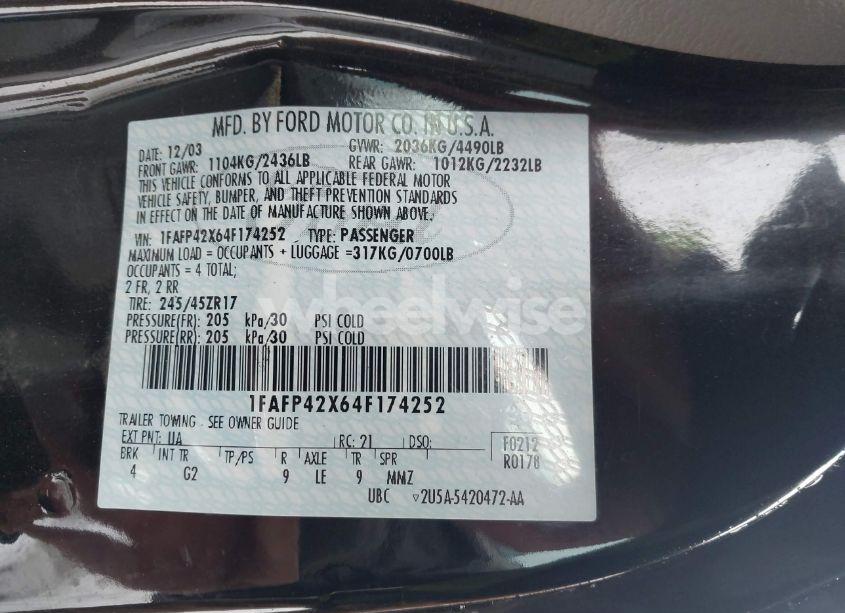 MFD. BY FORD MOTOR CO. IN U.S.A.
DATE: 12/03 GVWR: 2036KG/4490LB
FRONT GAWR: 1104KG/2436LB REAR GAWR: 1012KG/2232LB
THIS VEHICLE CONFORMS TO ALL APPLICABLE FEDERAL MOTOR
VEHICLE SAFETY, BUMPER, AND THEFT PREVENTION STANDARDS
IN EFFECT ON THE DATE OF MANUFACTURE SHOWN ABOVE.
VIN: 1FAFP42X64F174252 TYPE: PASSENGER
MAXIMUM LOAD = OCCUPANTS + LUGGAGE =317KG/0700LB
OCCUPANTS = 4 TOTAL;
2 FR, 2 RR
TIRE: 245/45ZR17
wheelwise
PRESSURE(FR): 205 kPa/30 PSI COLD
PRESSURE(RR): 205 kPa/30 PSI COLD
1FAFP42X64F174252
TRAILER TOWING - SEE OWNER GUIDE
EXT PNT: UA RC: 21 DSO: F0212
BRK INT TR TP/PS R AXLE TR SPR R0178
4 G2 9 LE 9 MMZ
UBC ▽2U5A-5420472-AA